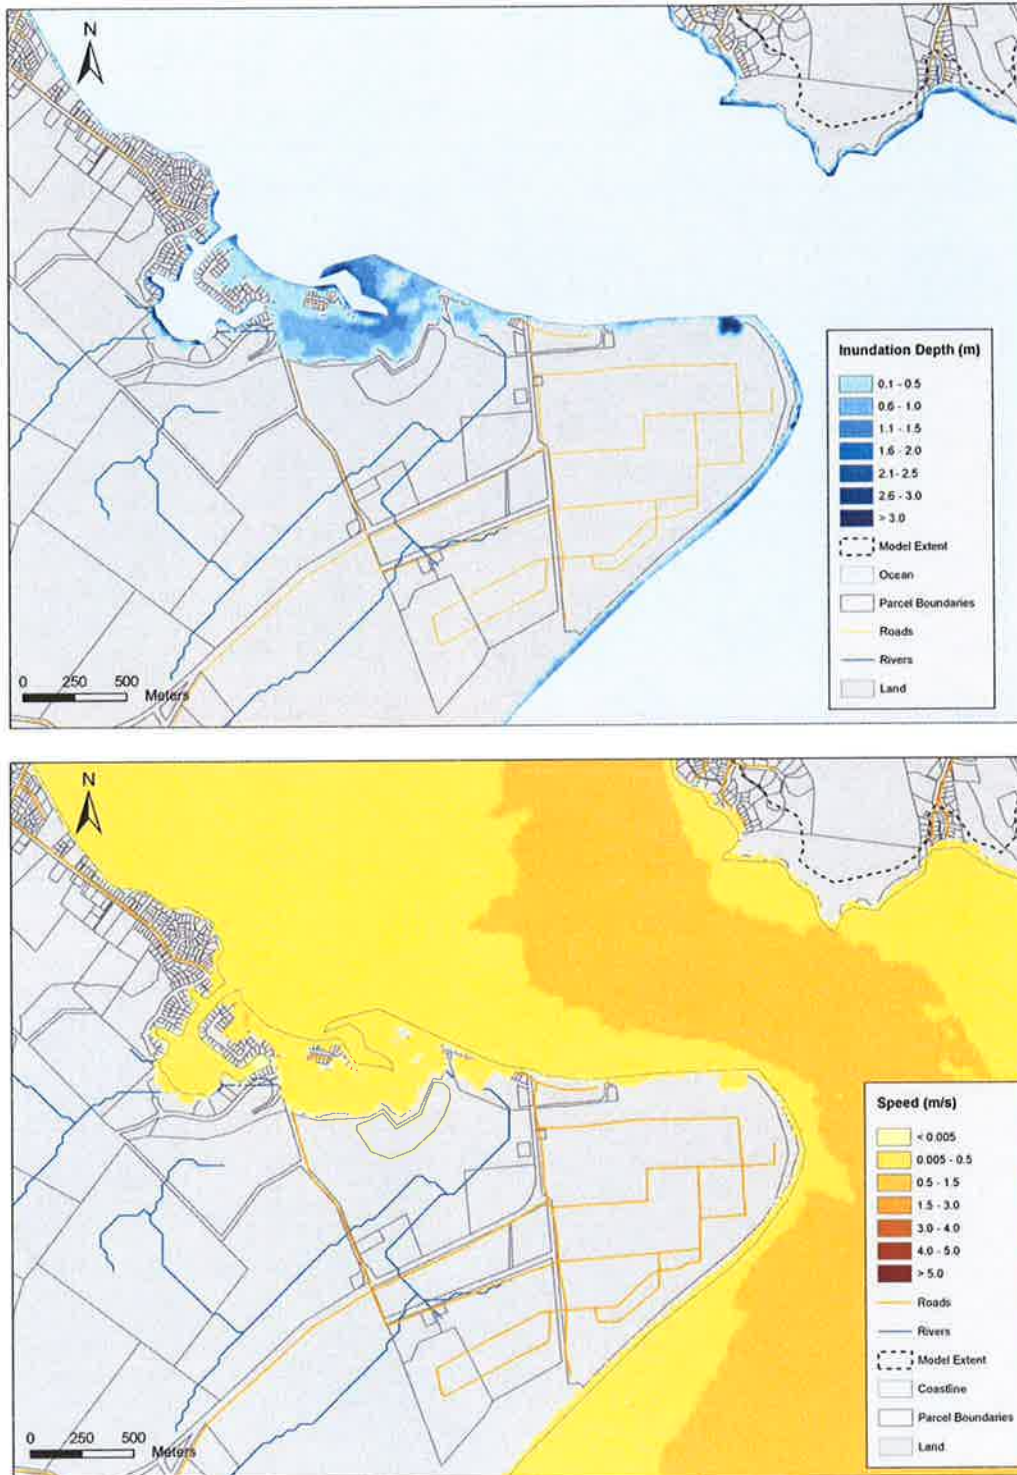 N
Inundation Depth (m)
0.1 - 0.5
0.6 - 1.0
1.1 - 1.5
1.6 - 2.0
2.1- 2.5
2.6 - 3.0
> 3.0
Model Extent
Ocean
Parcel Boundaries
Roads
Rivers
Land
0 250 500
Meters
N
Speed (m/s)
< 0.005
0.005 - 0.5
0.5 - 1.5
1.5 - 3.0
3.0 - 4.0
4.0 - 5.0
> 5.0
Roads
Rivers
Model Extent
Coastline
Parcel Boundaries
Land
0 250 500
Meters